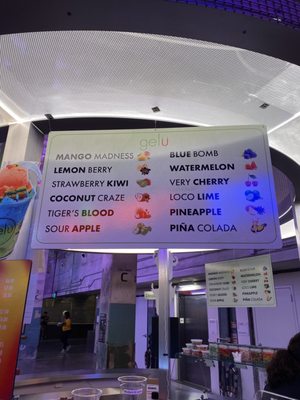 gelu
MANGO MADNESS
LEMON BERRY
STRAWBERRY KIWI
COCONUT CRAZE
TIGER'S BLOOD
SOUR APPLE
BLUE BOMB
WATERMELON
VERY CHERRY
LOCO LIME
PINEAPPLE
PIÑA COLADA